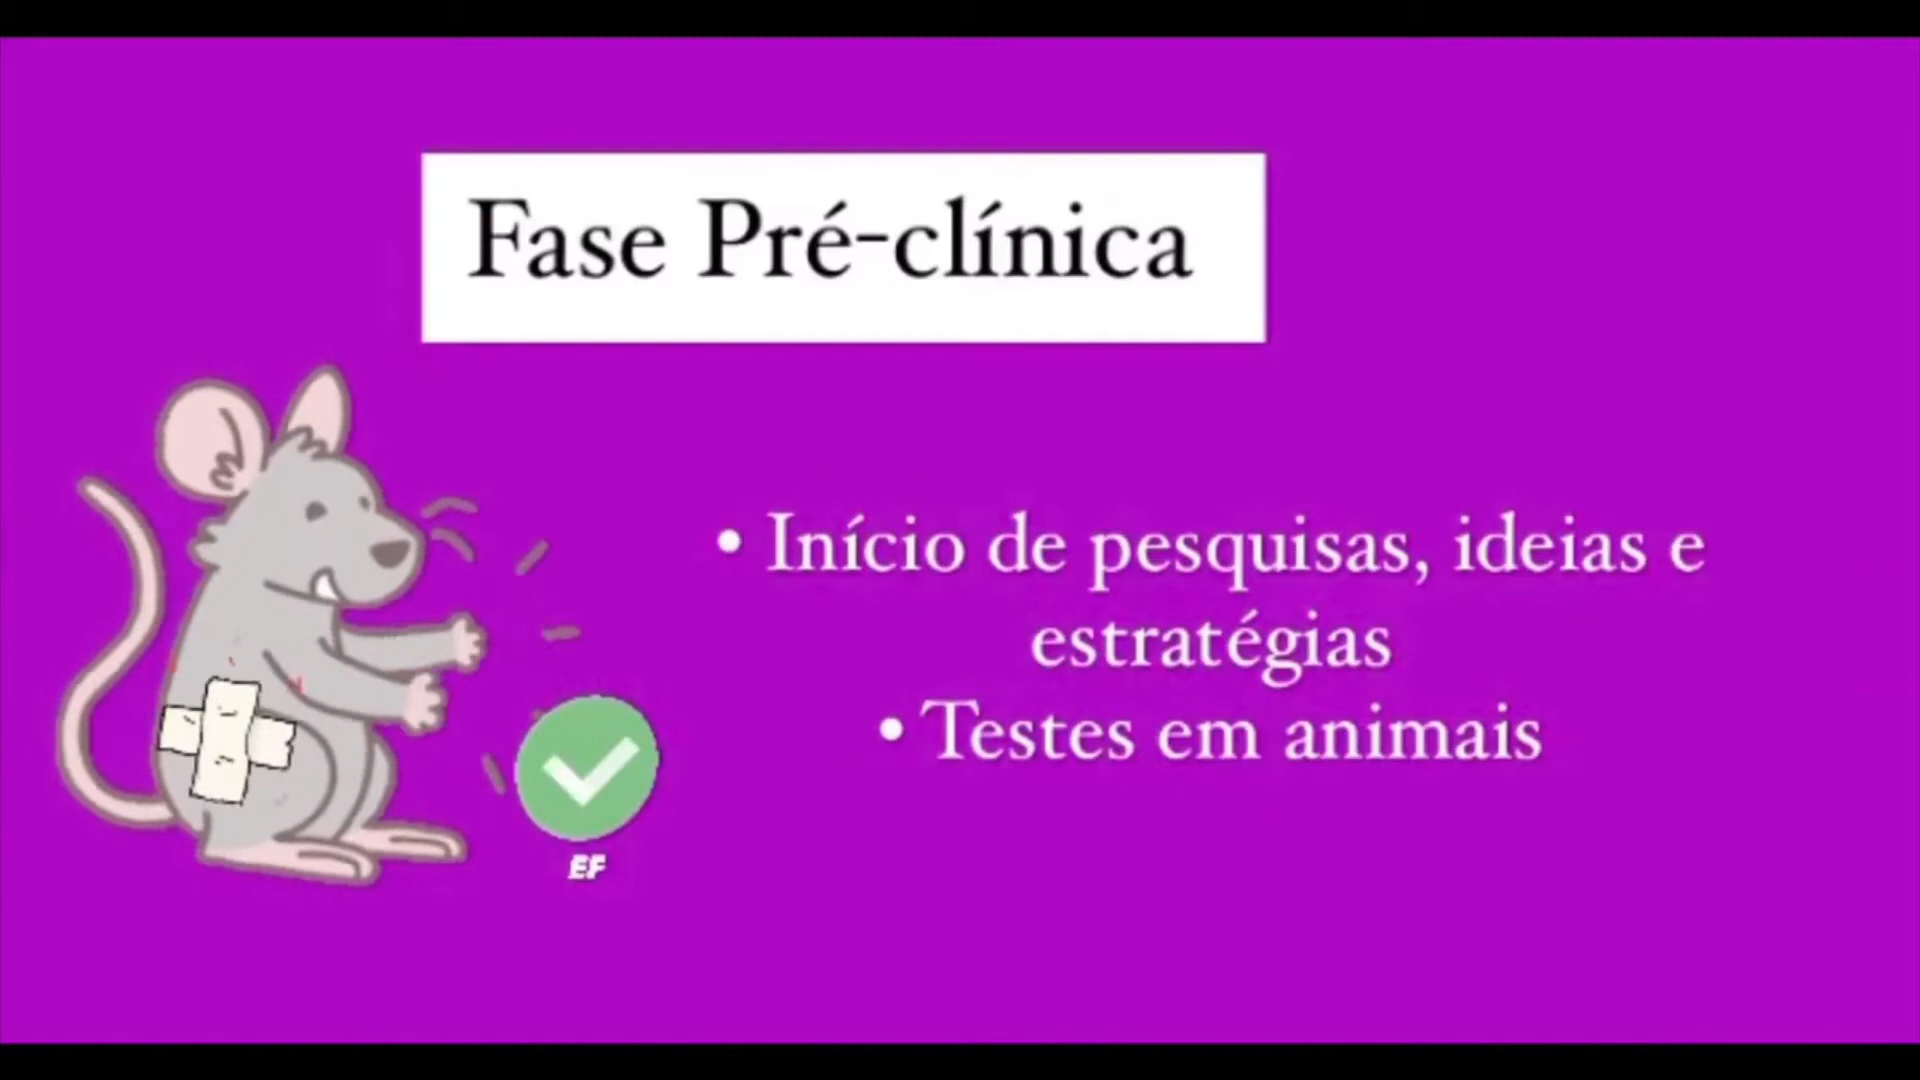 Fase Pré-clínica
• Início de pesquisas, ideias e
estratégias
• Testes em animais
EF